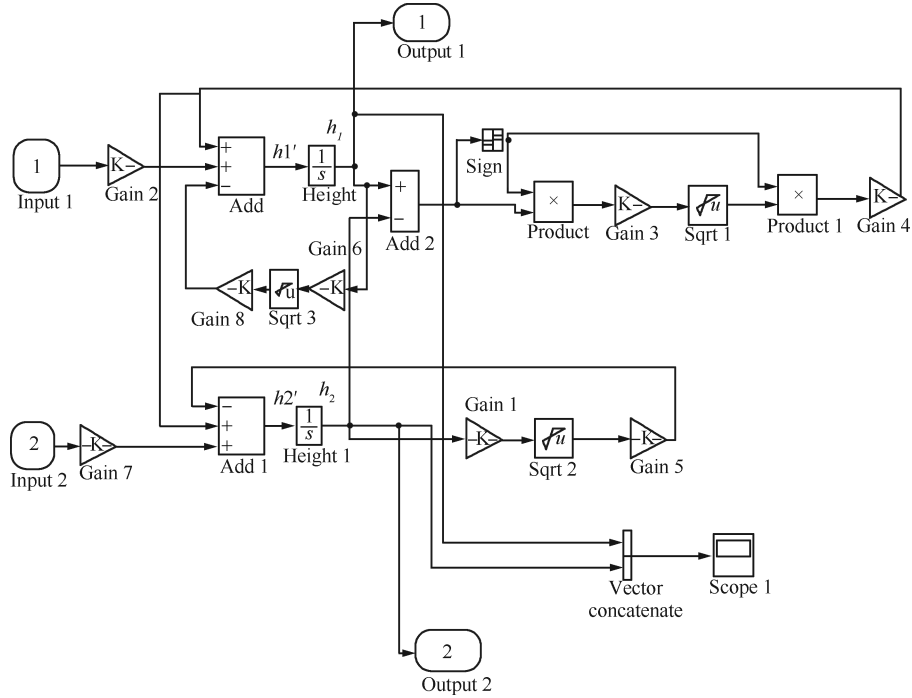 1
Output 1
h1
1
Input 1
K-
Gain 2
+
+
−
Add
h1'
1
s
Height
+
−
Add 2
Sign
×
Product
K-
Gain 3
u
Sqrt 1
×
Product 1
K-
Gain 4
Gain 6
-K
Gain 8
u
Sqrt 3
-K
2
Input 2
-K-
Gain 7
−
+
+
Add 1
h2'
h2
1
s
Height 1
Gain 1
-K-
u
Sqrt 2
-K-
Gain 5
Vector
concatenate
Scope 1
2
Output 2